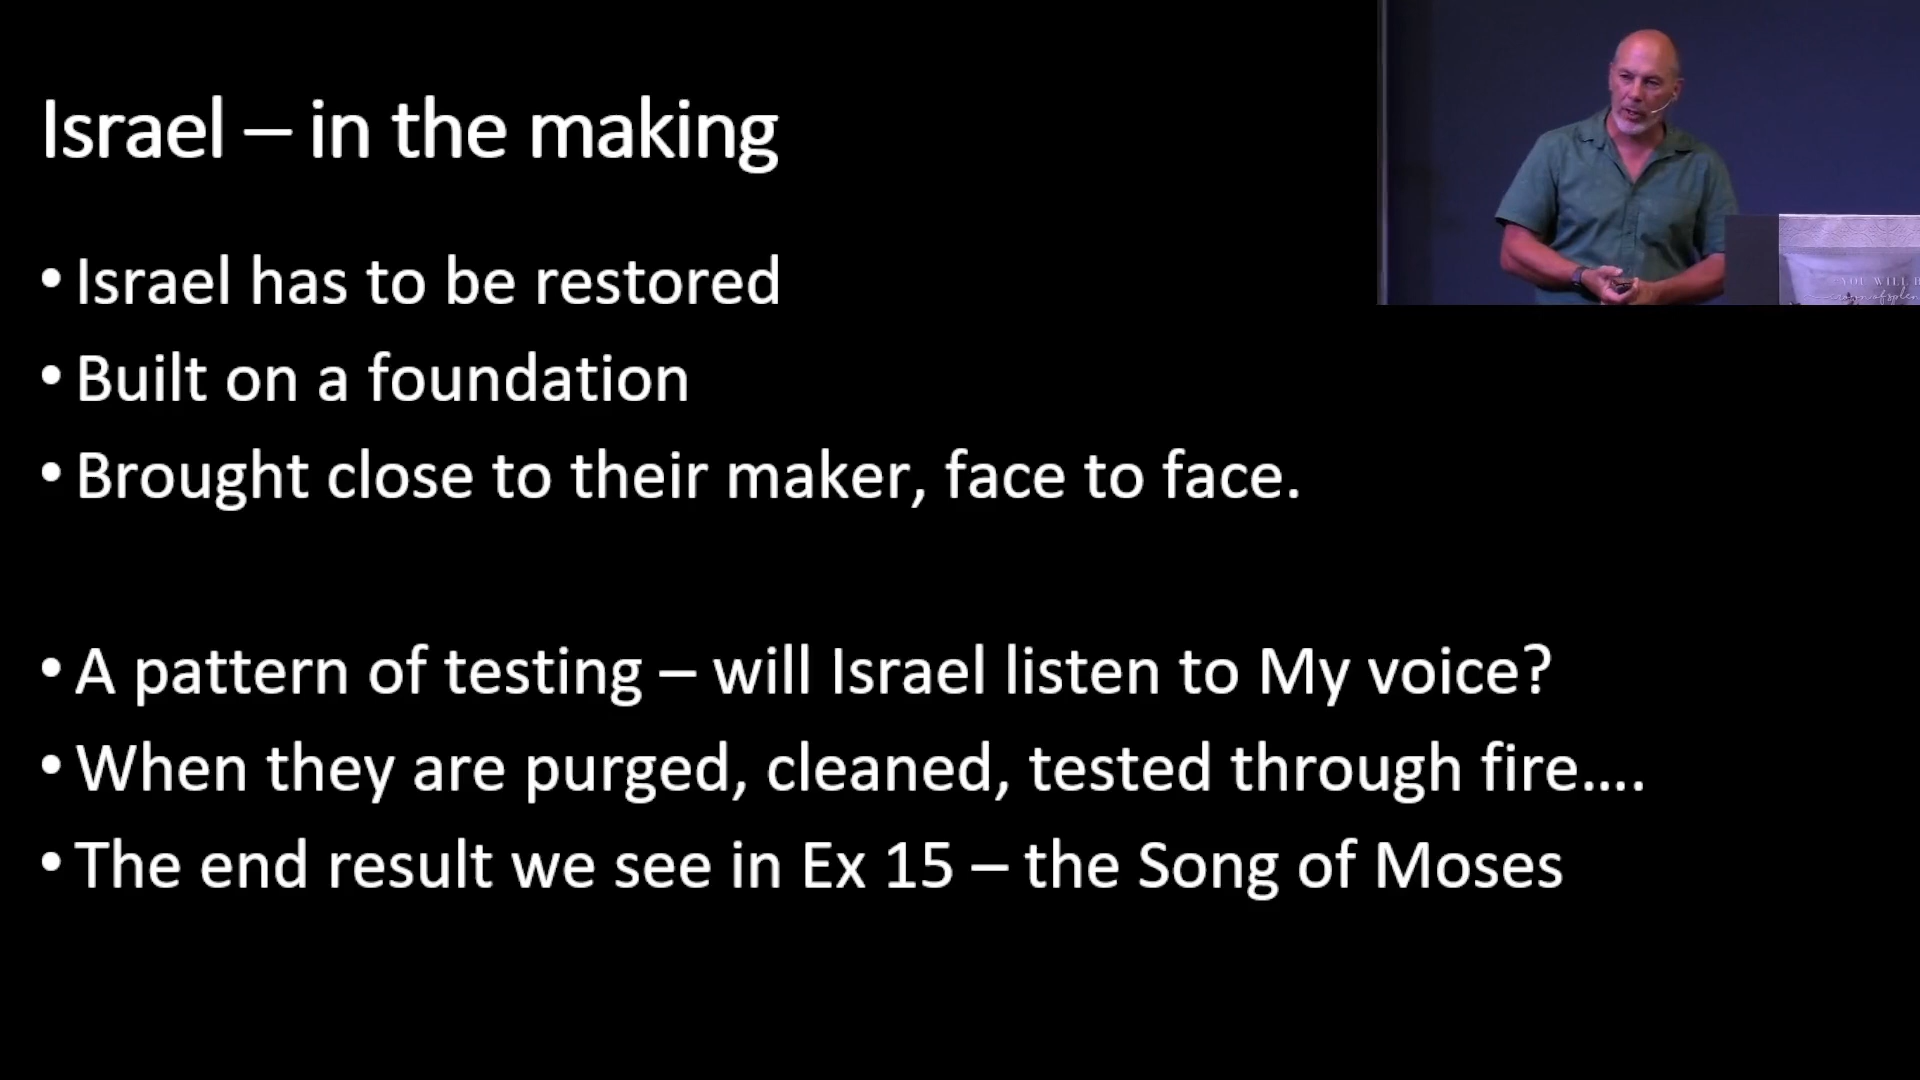 Israel – in the making
• Israel has to be restored
• Built on a foundation
• Brought close to their maker, face to face.
• A pattern of testing – will Israel listen to My voice?
• When they are purged, cleaned, tested through fire….
• The end result we see in Ex 15 – the Song of Moses
YOU WILL